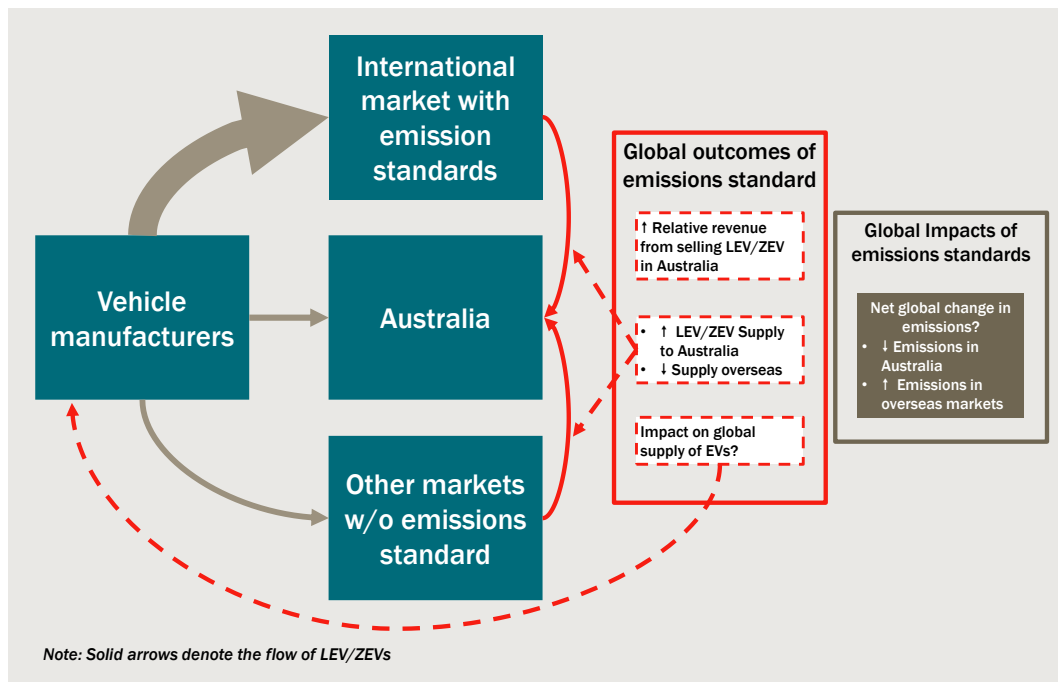 International
market with
emission
standards
Vehicle
manufacturers
Australia
Other markets
w/o emissions
standard
Global outcomes of
emissions standard
↑ Relative revenue
from selling LEV/ZEV
in Australia
• ↑ LEV/ZEV Supply
to Australia
• ↓ Supply overseas
Impact on global
supply of EVs?
Global Impacts of
emissions standards
Net global change in
emissions?
• ↓ Emissions in
Australia
• ↑ Emissions in
overseas markets
Note: Solid arrows denote the flow of LEV/ZEVs